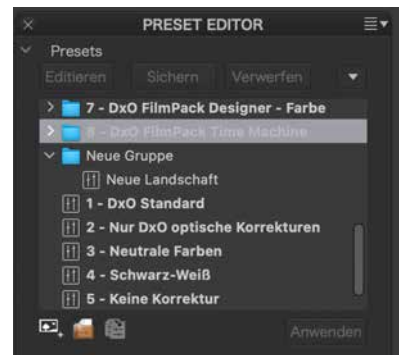 PRESET EDITOR
Presets
Editieren Sichern Verwerfen
7 - DxO FilmPack Designer - Farbe
8 - DxO FilmPack Time Machine
Neue Gruppe
Neue Landschaft
1 - DxO Standard
2 - Nur DxO optische Korrekturen
3 - Neutrale Farben
4 - Schwarz-Weiß
5 - Keine Korrektur
Anwenden